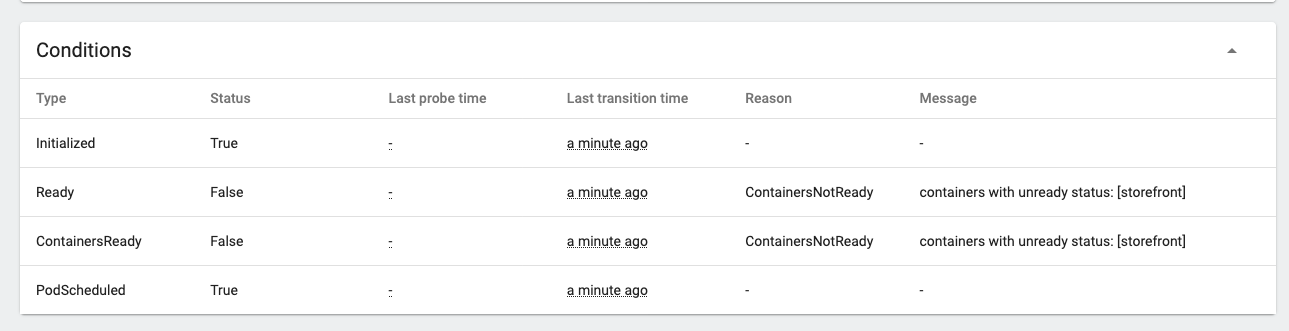 Conditions
Type Status Last probe time Last transition time Reason Message
Initialized True - a minute ago - -
Ready False - a minute ago ContainersNotReady containers with unready status: [storefront]
ContainersReady False - a minute ago ContainersNotReady containers with unready status: [storefront]
PodScheduled True - a minute ago - -